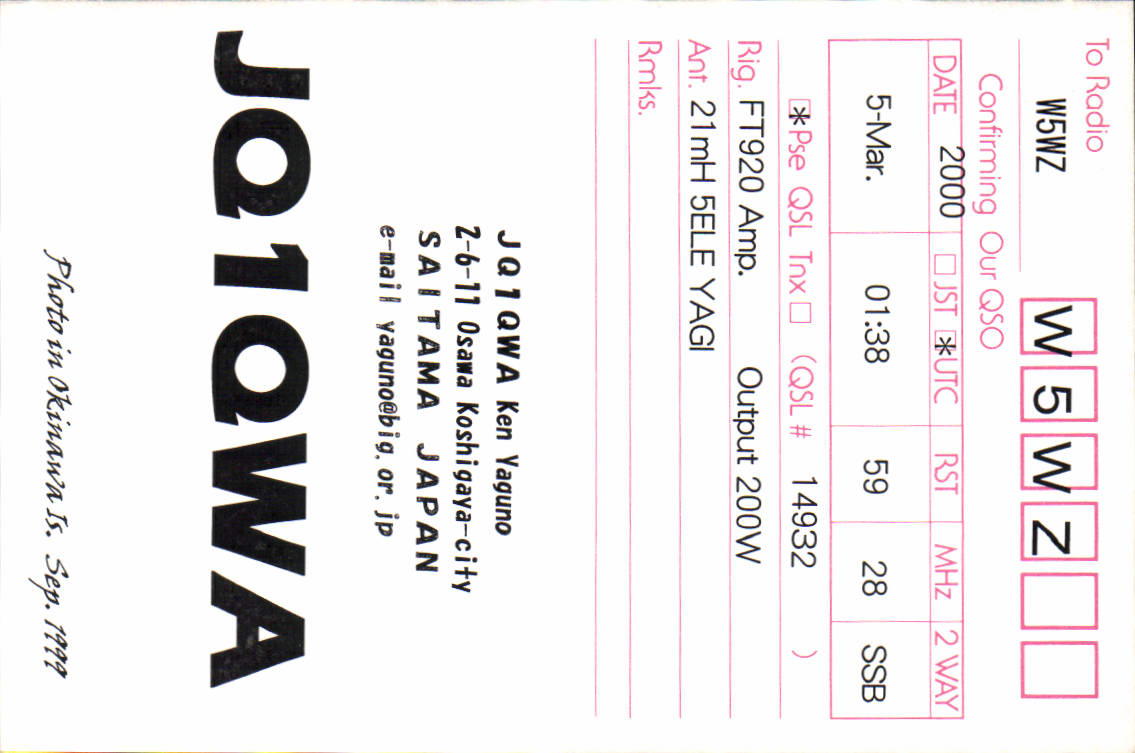 To Radio
W5WZ W5WZ
Confirming Our QSO
DATE 2000 □ JST ☒UTC RST MHz 2 WAY
5-Mar. 01:38 59 28 SSB
☒Pse QSL Tnx □ (QSL # 14932 )
Rig. FT920 Amp. Output 200W
Ant. 21mH 5ELE YAGI
Rmks.
JQ1QWA Ken Yaguno
2-6-11 Osawa Koshigaya-city
SAITAMA JAPAN
e-mail yaguno@big.or.jp
JQ1QWA
Photo in Okinawa Is. Sep. 1999